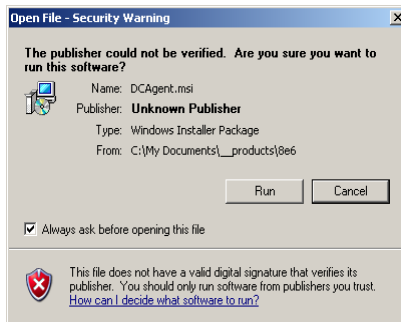 Open File - Security Warning
The publisher could not be verified. Are you sure you want to
run this software?
Name: DCAgent.msi
Publisher: Unknown Publisher
Type: Windows Installer Package
From: C:\My Documents\__products\8e6
Run Cancel
Always ask before opening this file
This file does not have a valid digital signature that verifies its
publisher. You should only run software from publishers you trust.
How can I decide what software to run?